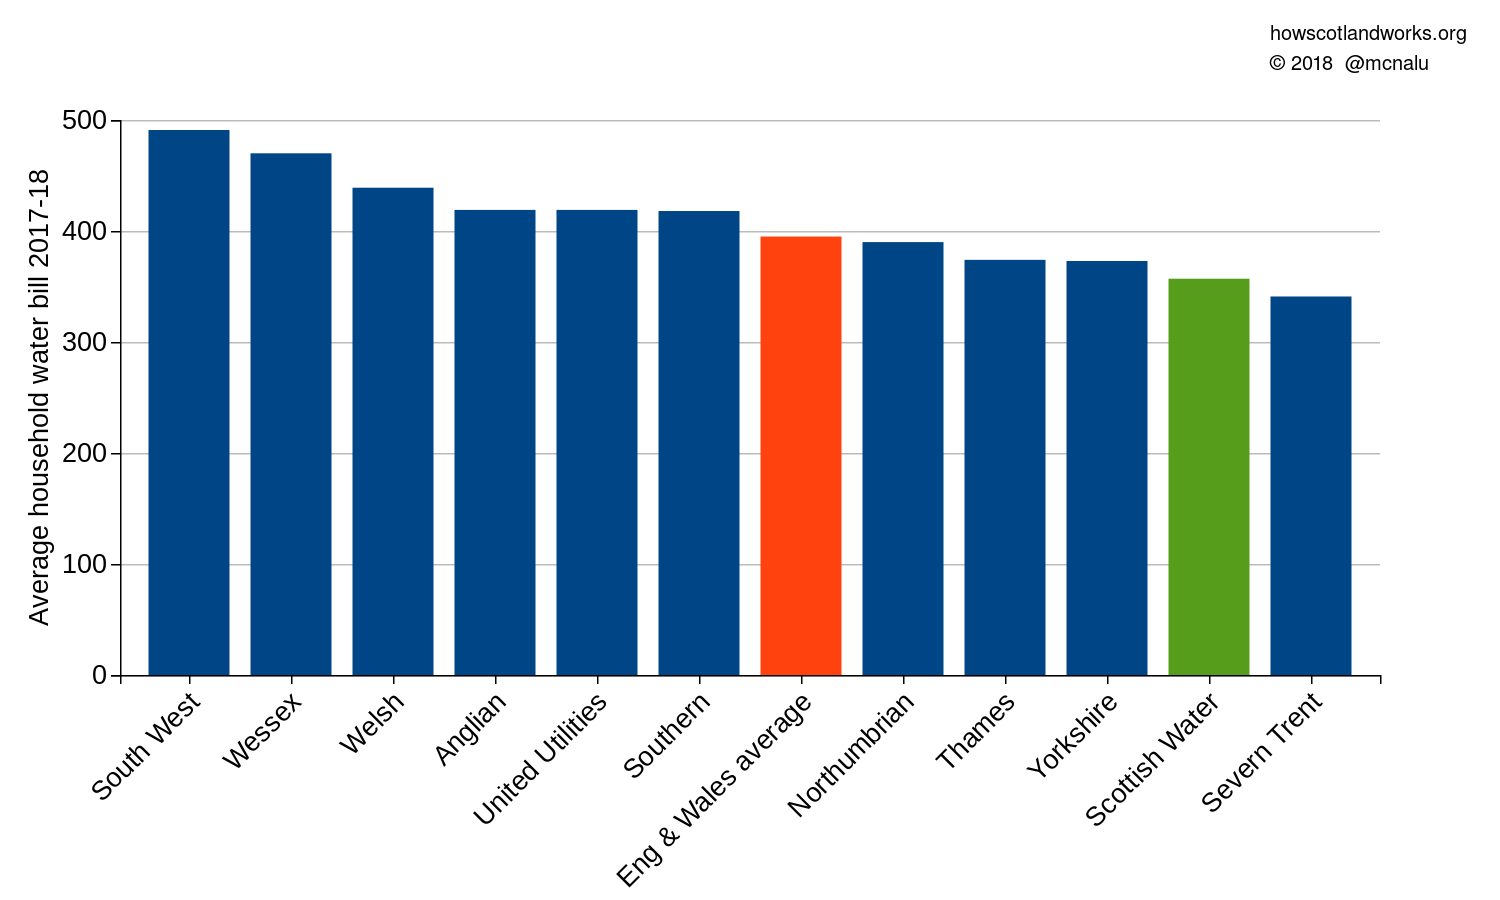 howscotlandworks.org
© 2018 @mcnalu
Average household water bill 2017-18
500
400
300
200
100
0
South West
Wessex
Welsh
Anglian
United Utilities
Southern
Eng & Wales average
Northumbrian
Thames
Yorkshire
Scottish Water
Severn Trent